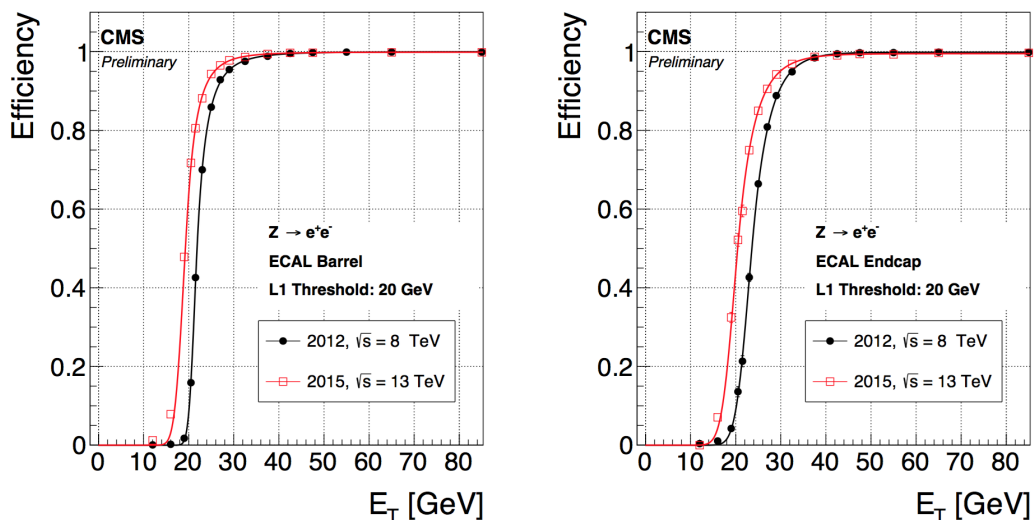 CMS
Preliminary
Efficiency
1
0.8
0.6
0.4
0.2
0
Z → e⁺e⁻
ECAL Barrel
L1 Threshold: 20 GeV
2012, √s = 8 TeV
2015, √s = 13 TeV
0 10 20 30 40 50 60 70 80
E_T [GeV]
CMS
Preliminary
Efficiency
1
0.8
0.6
0.4
0.2
0
Z → e⁺e⁻
ECAL Endcap
L1 Threshold: 20 GeV
2012, √s = 8 TeV
2015, √s = 13 TeV
0 10 20 30 40 50 60 70 80
E_T [GeV]